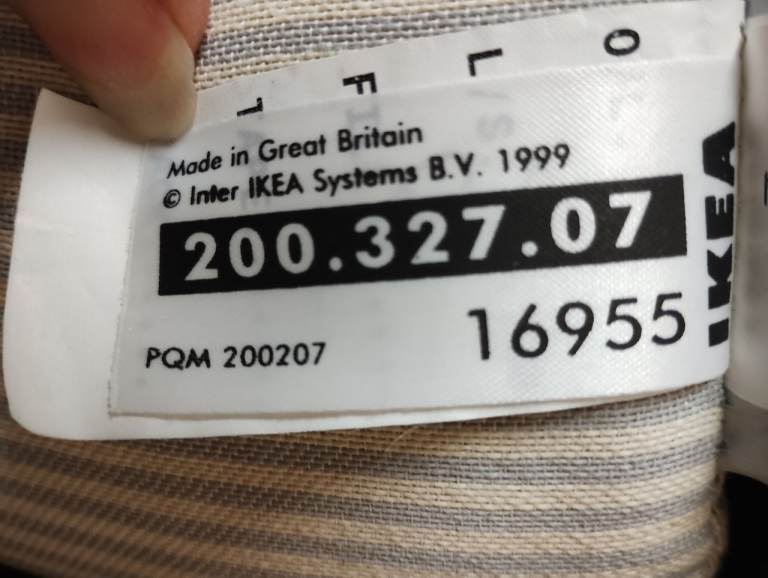 Made in Great Britain
© Inter IKEA Systems B.V. 1999
200.327.07
PQM 200207
16955
IKEA